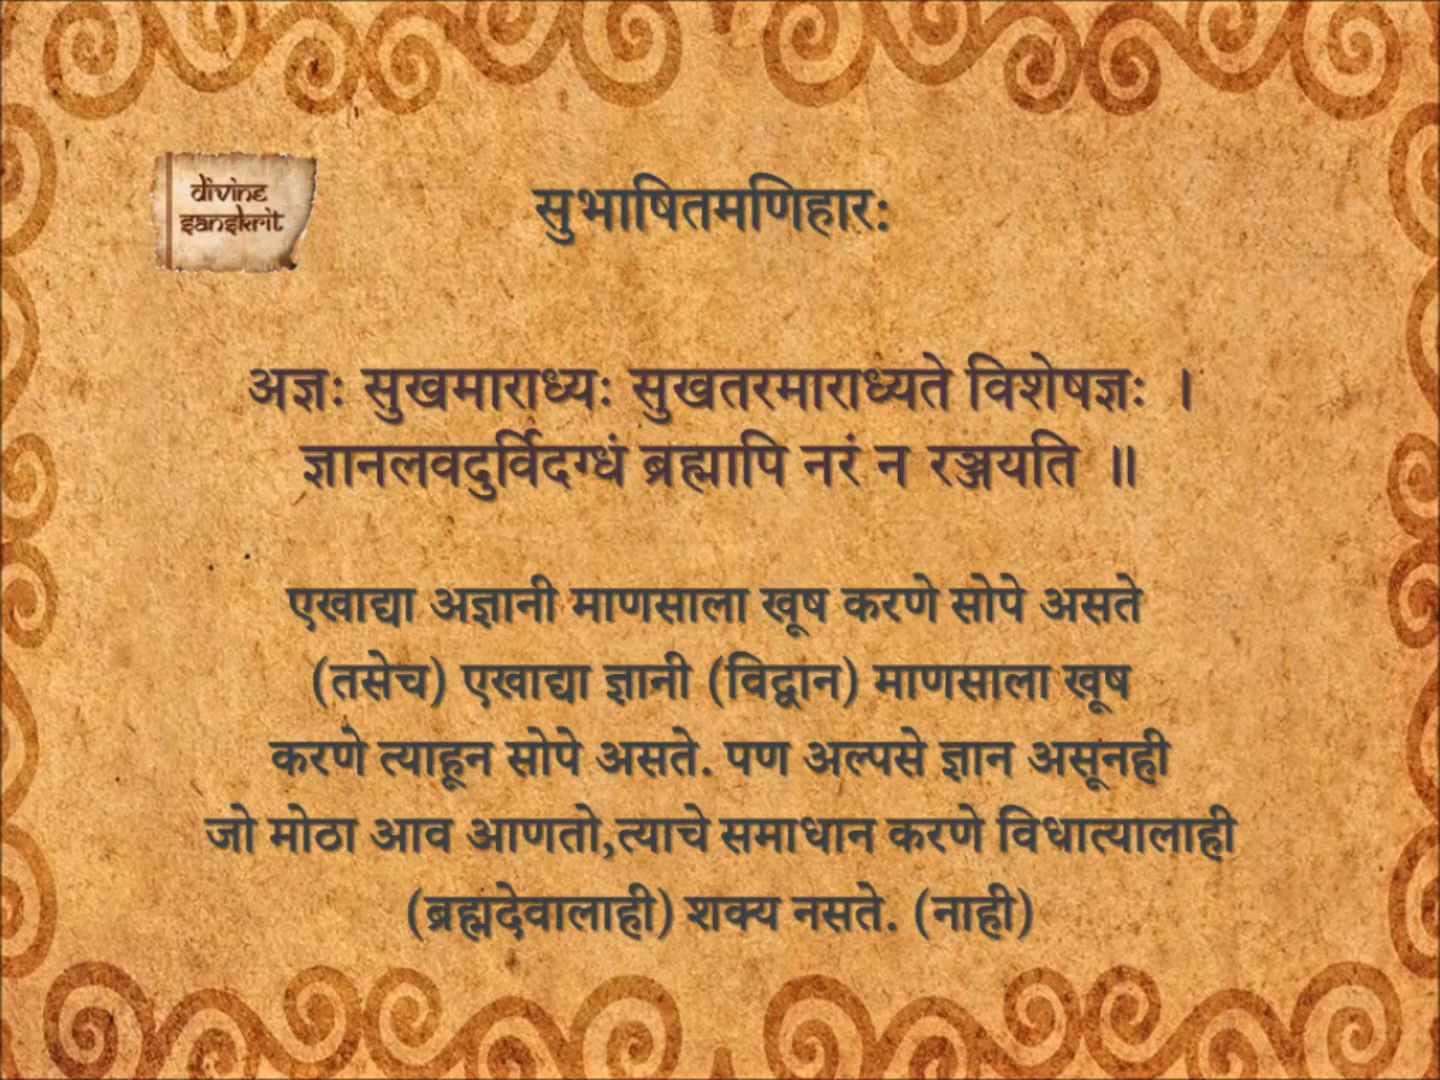 divine
sanskrit
सुभाषितमणिहार:
अज्ञः सुखमाराध्यः सुखतरमाराध्यते विशेषज्ञः ।
ज्ञानलवदुर्विदग्धं ब्रह्मापि नरं न रञ्जयति ॥
एखाद्या अज्ञानी माणसाला खूष करणे सोपे असते
(तसेच) एखाद्या ज्ञानी (विद्वान) माणसाला खूष
करणे त्याहून सोपे असते. पण अल्पसे ज्ञान असूनही
जो मोठा आव आणतो,त्याचे समाधान करणे विधात्यालाही
(ब्रह्मदेवालाही) शक्य नसते. (नाही)